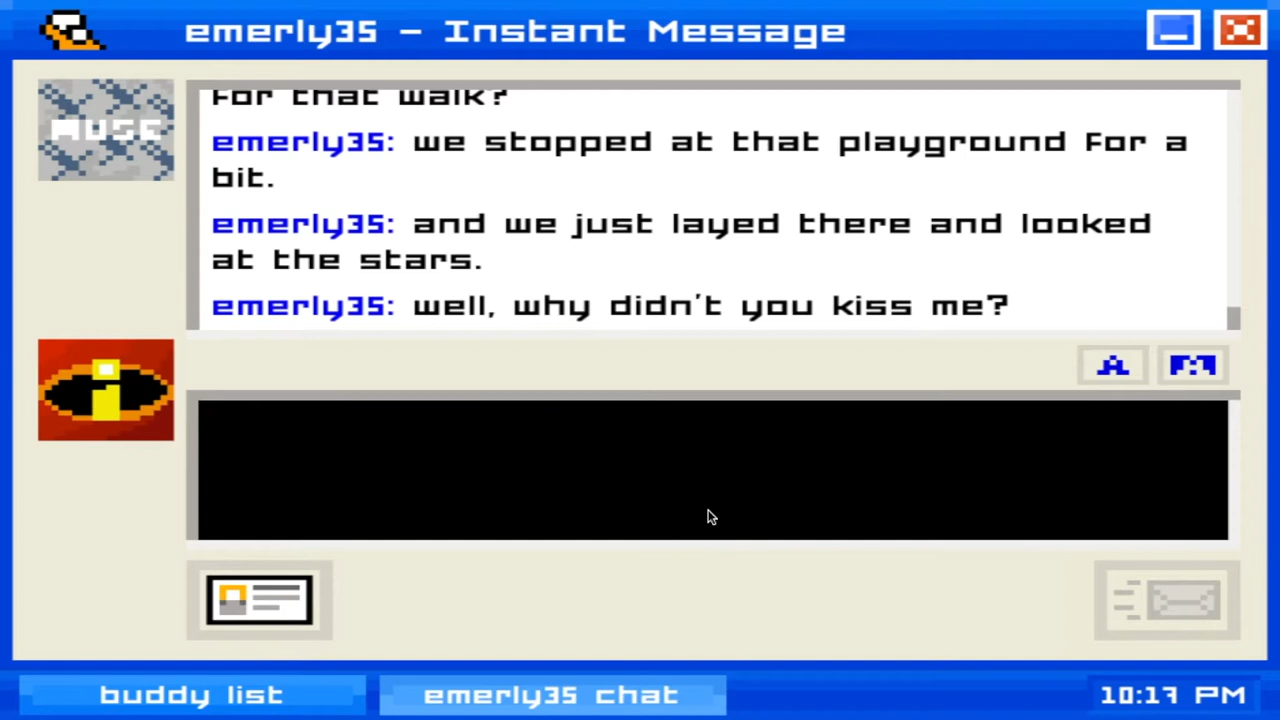 emerly35 - Instant Message
MUSE
for that walk?
emerly35: we stopped at that playground for a
bit.
emerly35: and we just layed there and looked
at the stars.
emerly35: well, why didn't you kiss me?
i
A
buddy list
emerly35 chat
10:17 PM